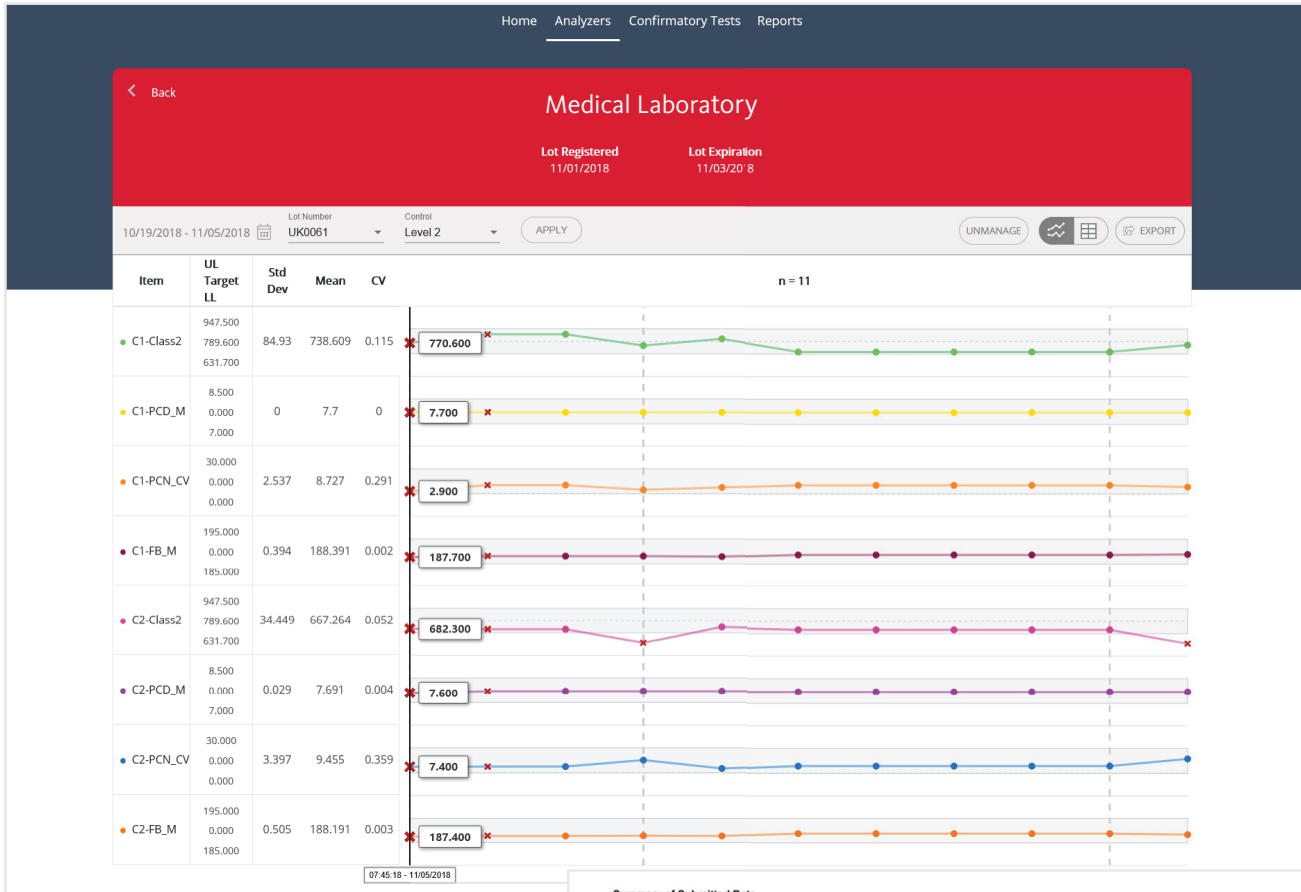 Home Analyzers Confirmatory Tests Reports
Back
Medical Laboratory
Lot Registered Lot Expiration
11/01/2018 11/03/20'8
10/19/2018 - 11/05/2018 Lot Number UK0061 Control Level 2 APPLY UNMANAGE EXPORT
Item UL Target LL Std Dev Mean CV n = 11
C1-Class2 947.500 789.600 631.700 84.93 738.609 0.115 770.600
C1-PCD_M 8.500 0.000 7.000 0 7.7 0 7.700
C1-PCN_CV 30.000 0.000 0.000 2.537 8.727 0.291 2.900
C1-FB_M 195.000 0.000 185.000 0.394 188.391 0.002 187.700
C2-Class2 947.500 789.600 631.700 34.449 667.264 0.052 682.300
C2-PCD_M 8.500 0.000 7.000 0.029 7.691 0.004 7.600
C2-PCN_CV 30.000 0.000 0.000 3.397 9.455 0.359 7.400
C2-FB_M 195.000 0.000 185.000 0.505 188.191 0.003 187.400
07:45:18 - 11/05/2018